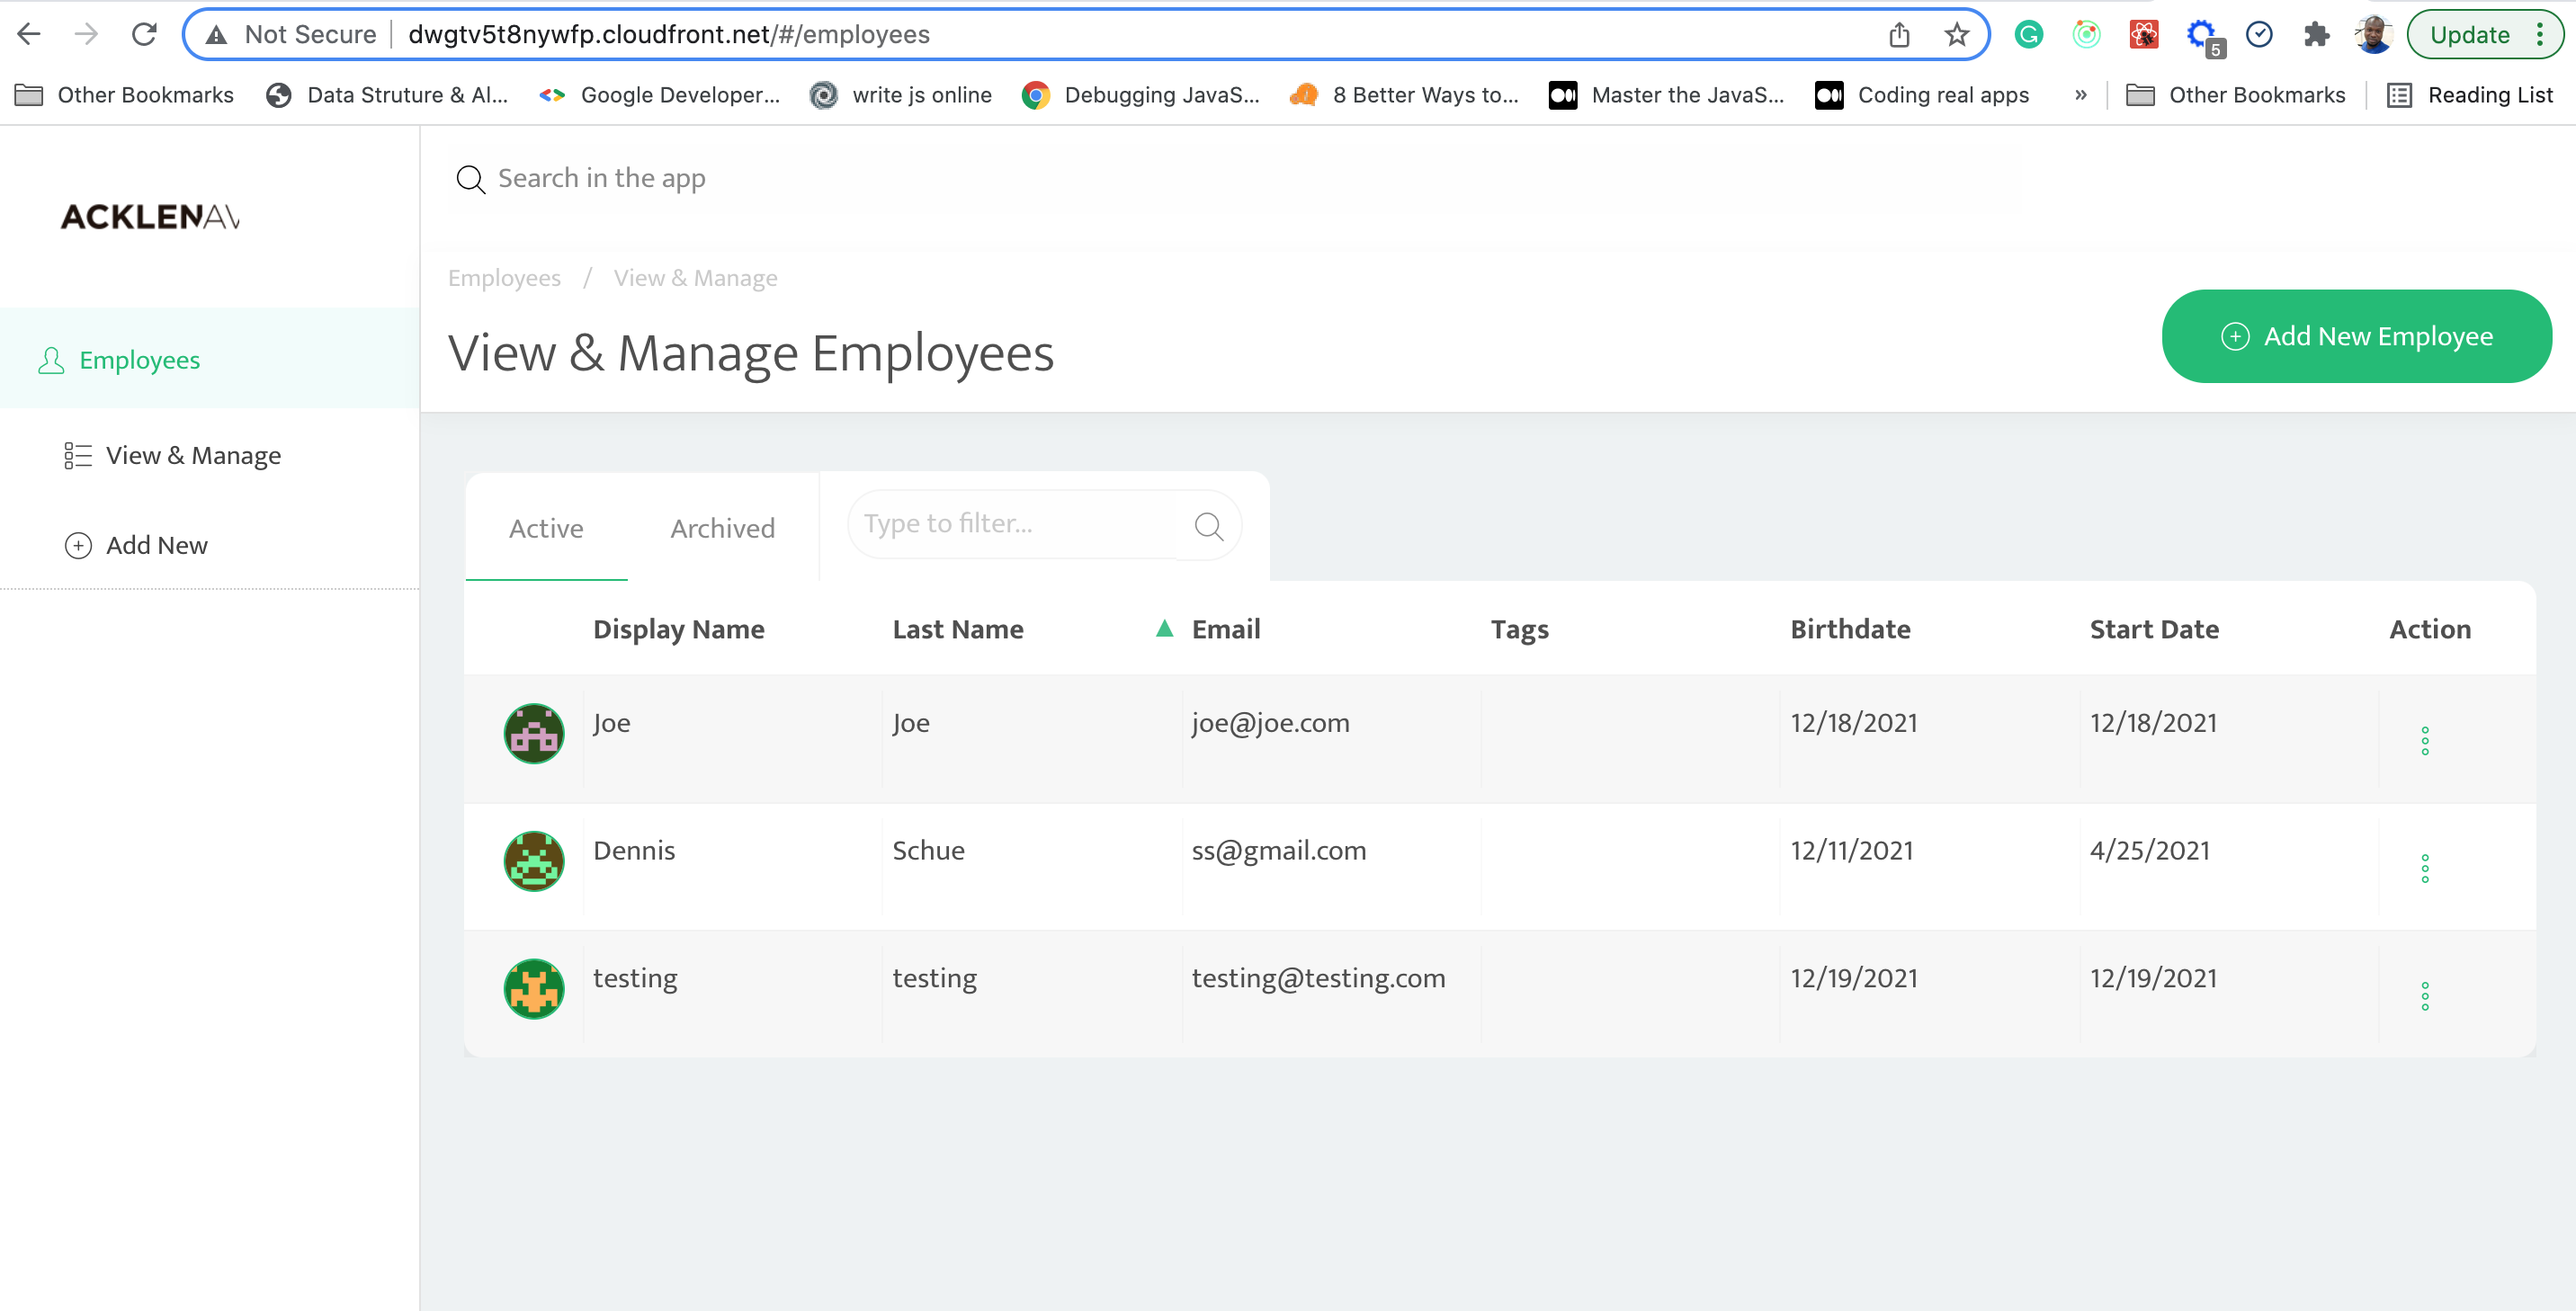 Not Secure dwgtv5t8nywfp.cloudfront.net/#/employees 5 Update
Other Bookmarks Data Struture & Al... Google Developer... write js online Debugging JavaS... 8 Better Ways to... Master the JavaS... Coding real apps » Other Bookmarks Reading List
Search in the app
ACKLENAV
Employees / View & Manage
View & Manage Employees
Add New Employee
Employees
View & Manage
Add New
Active Archived Type to filter...
Display Name Last Name Email Tags Birthdate Start Date Action
Joe Joe joe@joe.com 12/18/2021 12/18/2021
Dennis Schue ss@gmail.com 12/11/2021 4/25/2021
testing testing testing@testing.com 12/19/2021 12/19/2021